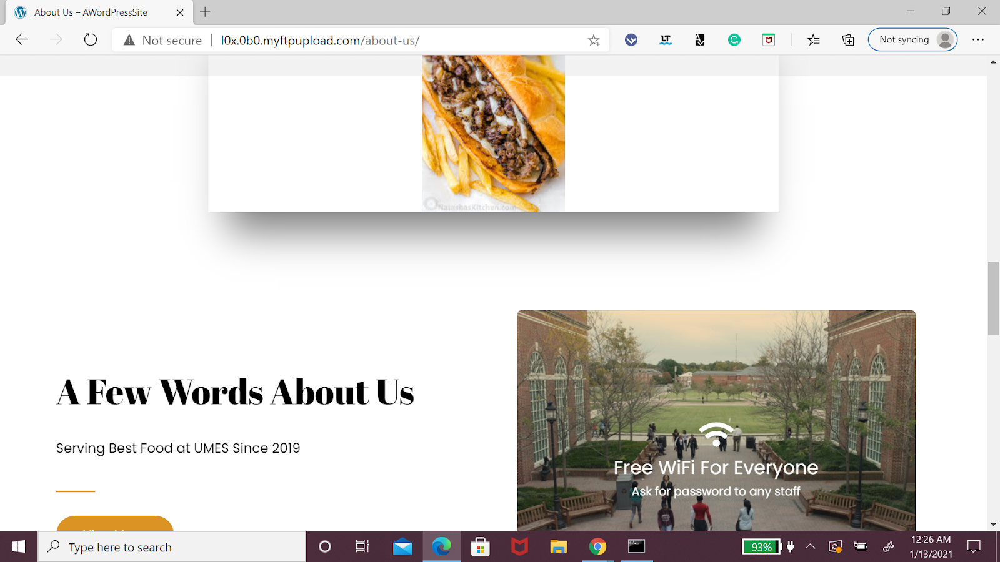 About Us – AWordPressSite
Not secure
l0x.0b0.myftpupload.com/about-us/
LT
Not syncing
NatashasKitchen.com
A Few Words About Us
Serving Best Food at UMES Since 2019
Free WiFi For Everyone
Ask for password to any staff
Type here to search
93%
12:26 AM
1/13/2021